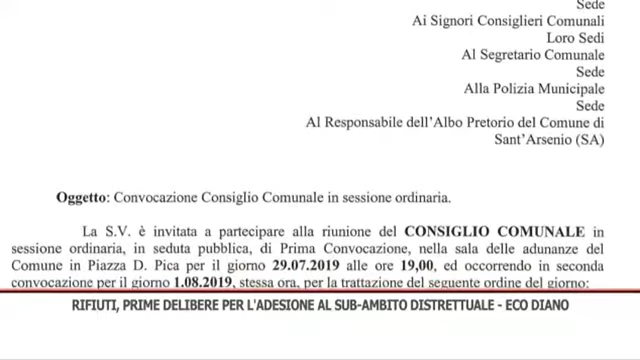 Sede
Ai Signori Consiglieri Comunali
Loro Sedi
Al Segretario Comunale
Sede
Alla Polizia Municipale
Sede
Al Responsabile dell'Albo Pretorio del Comune di
Sant'Arsenio (SA)
Oggetto: Convocazione Consiglio Comunale in sessione ordinaria.
La S.V. è invitata a partecipare alla riunione del CONSIGLIO COMUNALE in
sessione ordinaria, in seduta pubblica, di Prima Convocazione, nella sala delle adunanze del
Comune in Piazza D. Pica per il giorno 29.07.2019 alle ore 19,00, ed occorrendo in seconda
convocazione per il giorno 1.08.2019, stessa ora, per la trattazione del seguente ordine del giorno:
RIFIUTI, PRIME DELIBERE PER L'ADESIONE AL SUB-AMBITO DISTRETTUALE - ECO DIANO